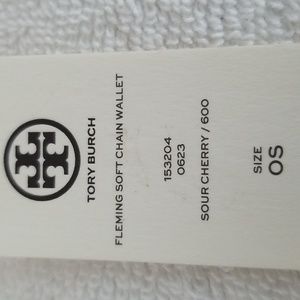 TORY BURCH
FLEMING SOFT CHAIN WALLET
153204
0623
SOUR CHERRY / 600
SIZE
OS